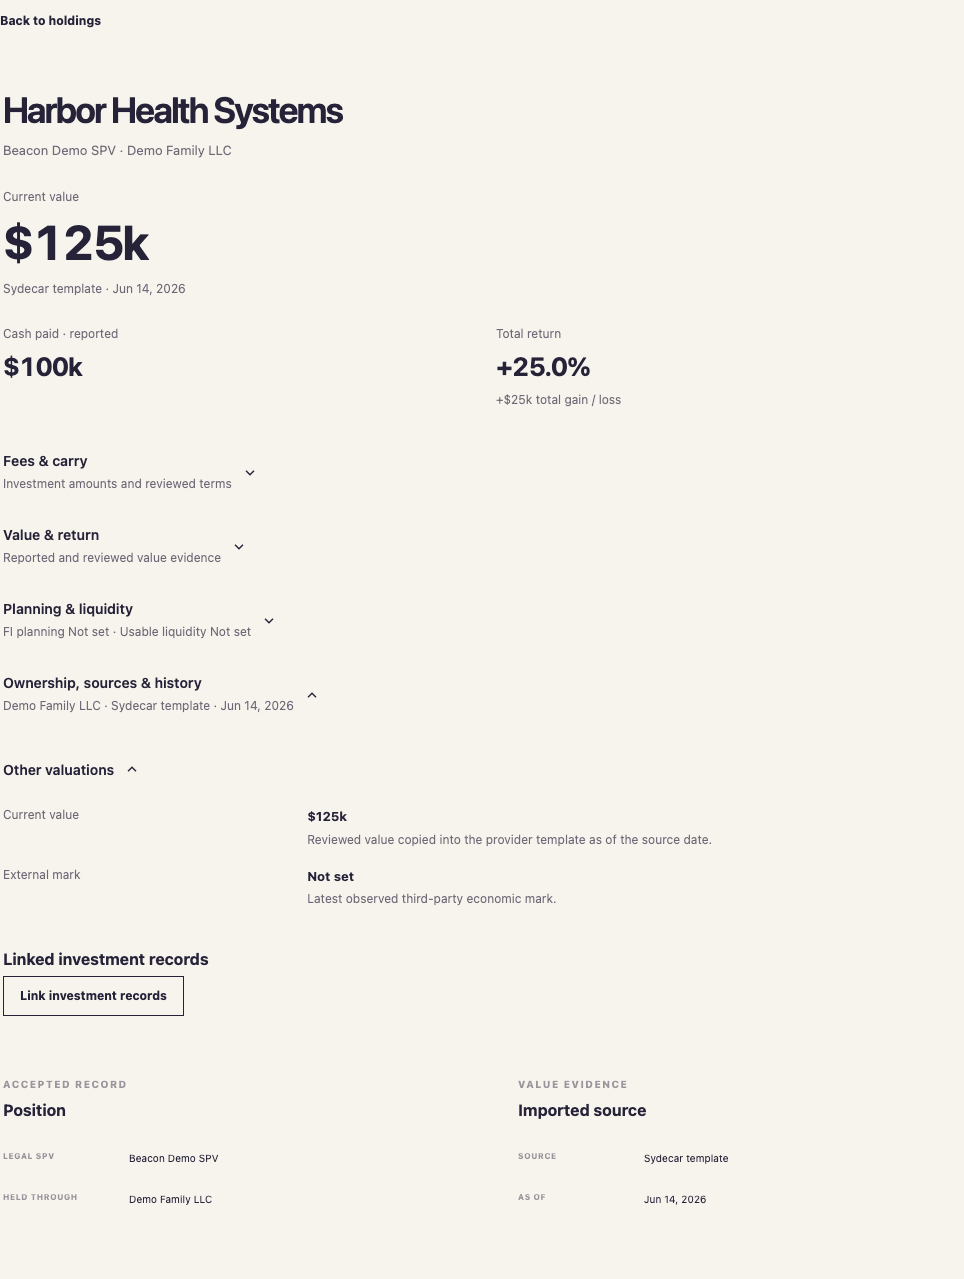 Back to holdings
Harbor Health Systems
Beacon Demo SPV · Demo Family LLC
Current value
$125k
Sydecar template · Jun 14, 2026
Cash paid · reported
$100k
Total return
+25.0%
+$25k total gain / loss
Fees & carry
Investment amounts and reviewed terms
Value & return
Reported and reviewed value evidence
Planning & liquidity
FI planning Not set · Usable liquidity Not set
Ownership, sources & history
Demo Family LLC · Sydecar template · Jun 14, 2026
Other valuations
Current value
$125k
Reviewed value copied into the provider template as of the source date.
External mark
Not set
Latest observed third-party economic mark.
Linked investment records
Link investment records
ACCEPTED RECORD
Position
LEGAL SPV
Beacon Demo SPV
HELD THROUGH
Demo Family LLC
VALUE EVIDENCE
Imported source
SOURCE
Sydecar template
AS OF
Jun 14, 2026